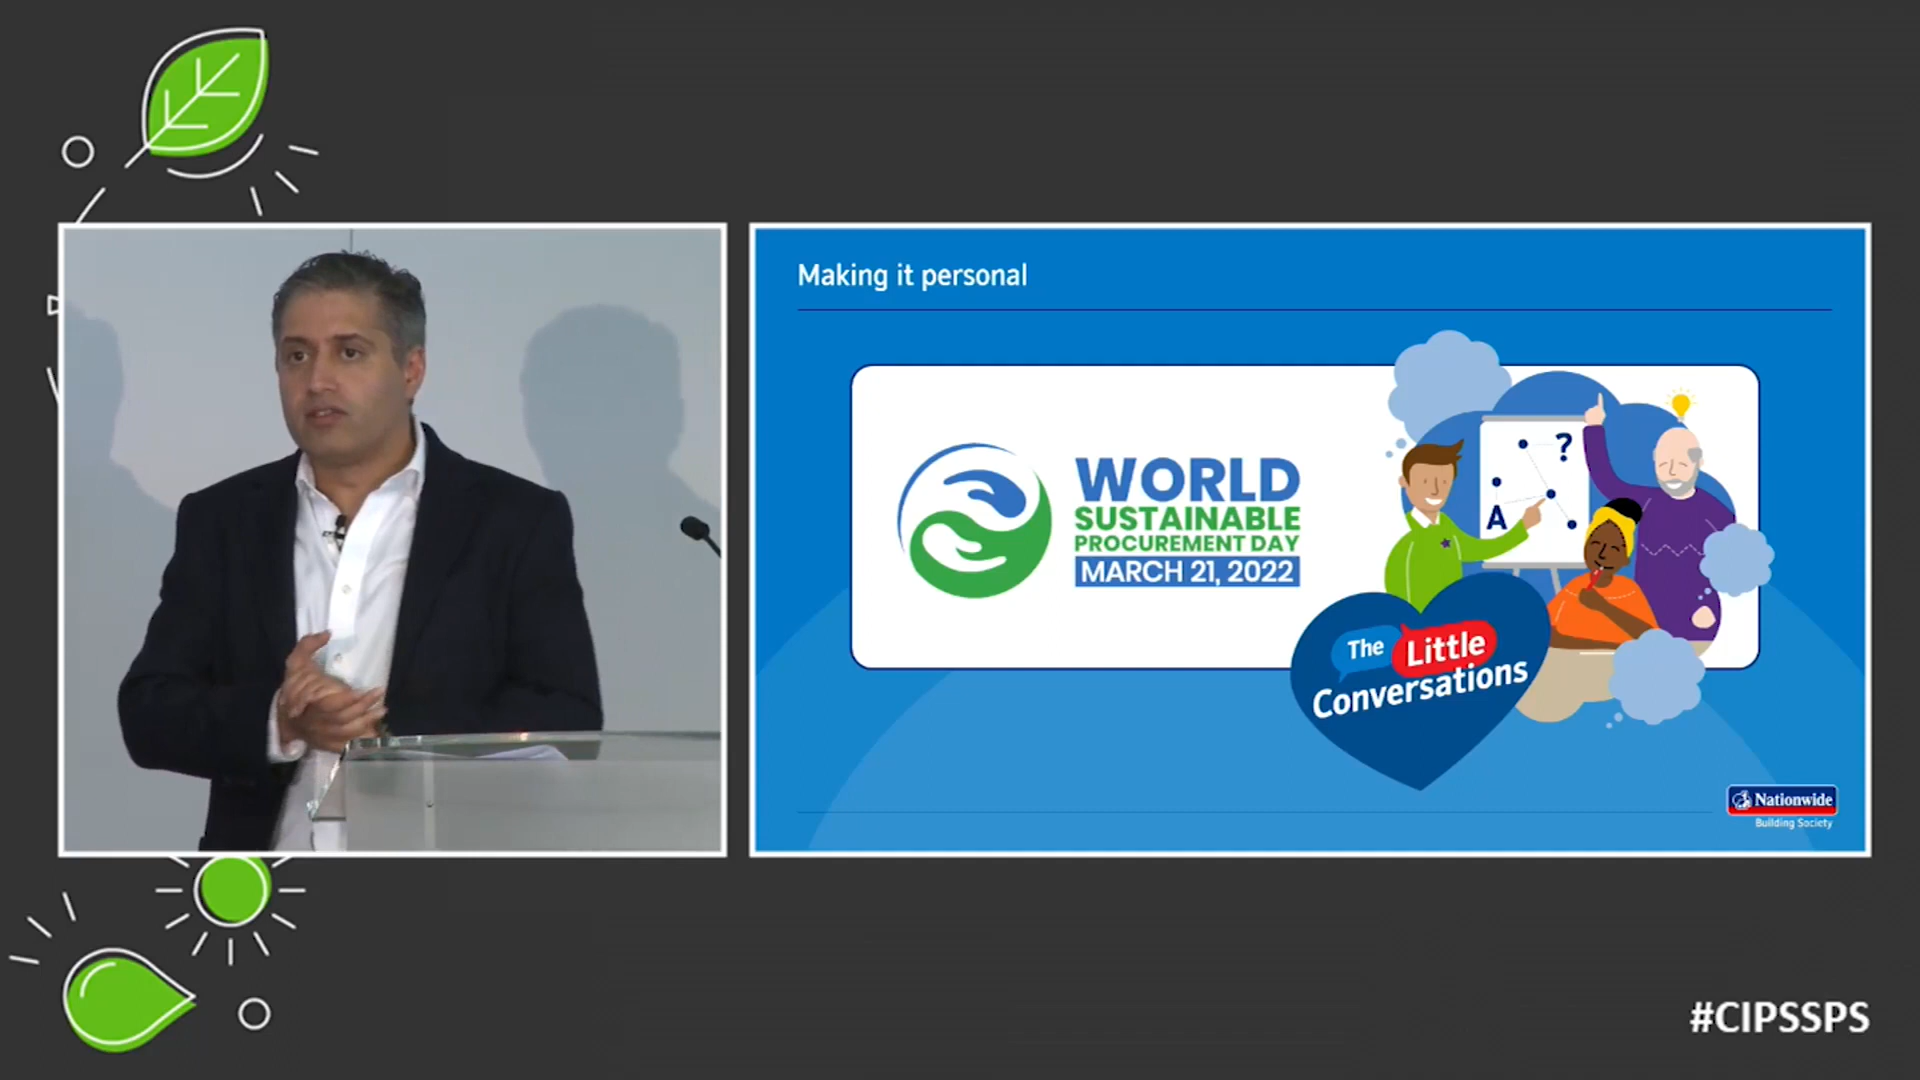 Making it personal
WORLD
SUSTAINABLE
PROCUREMENT DAY
MARCH 21, 2022
?
A
The Little
Conversations
Nationwide
Building Society
#CIPSSPS